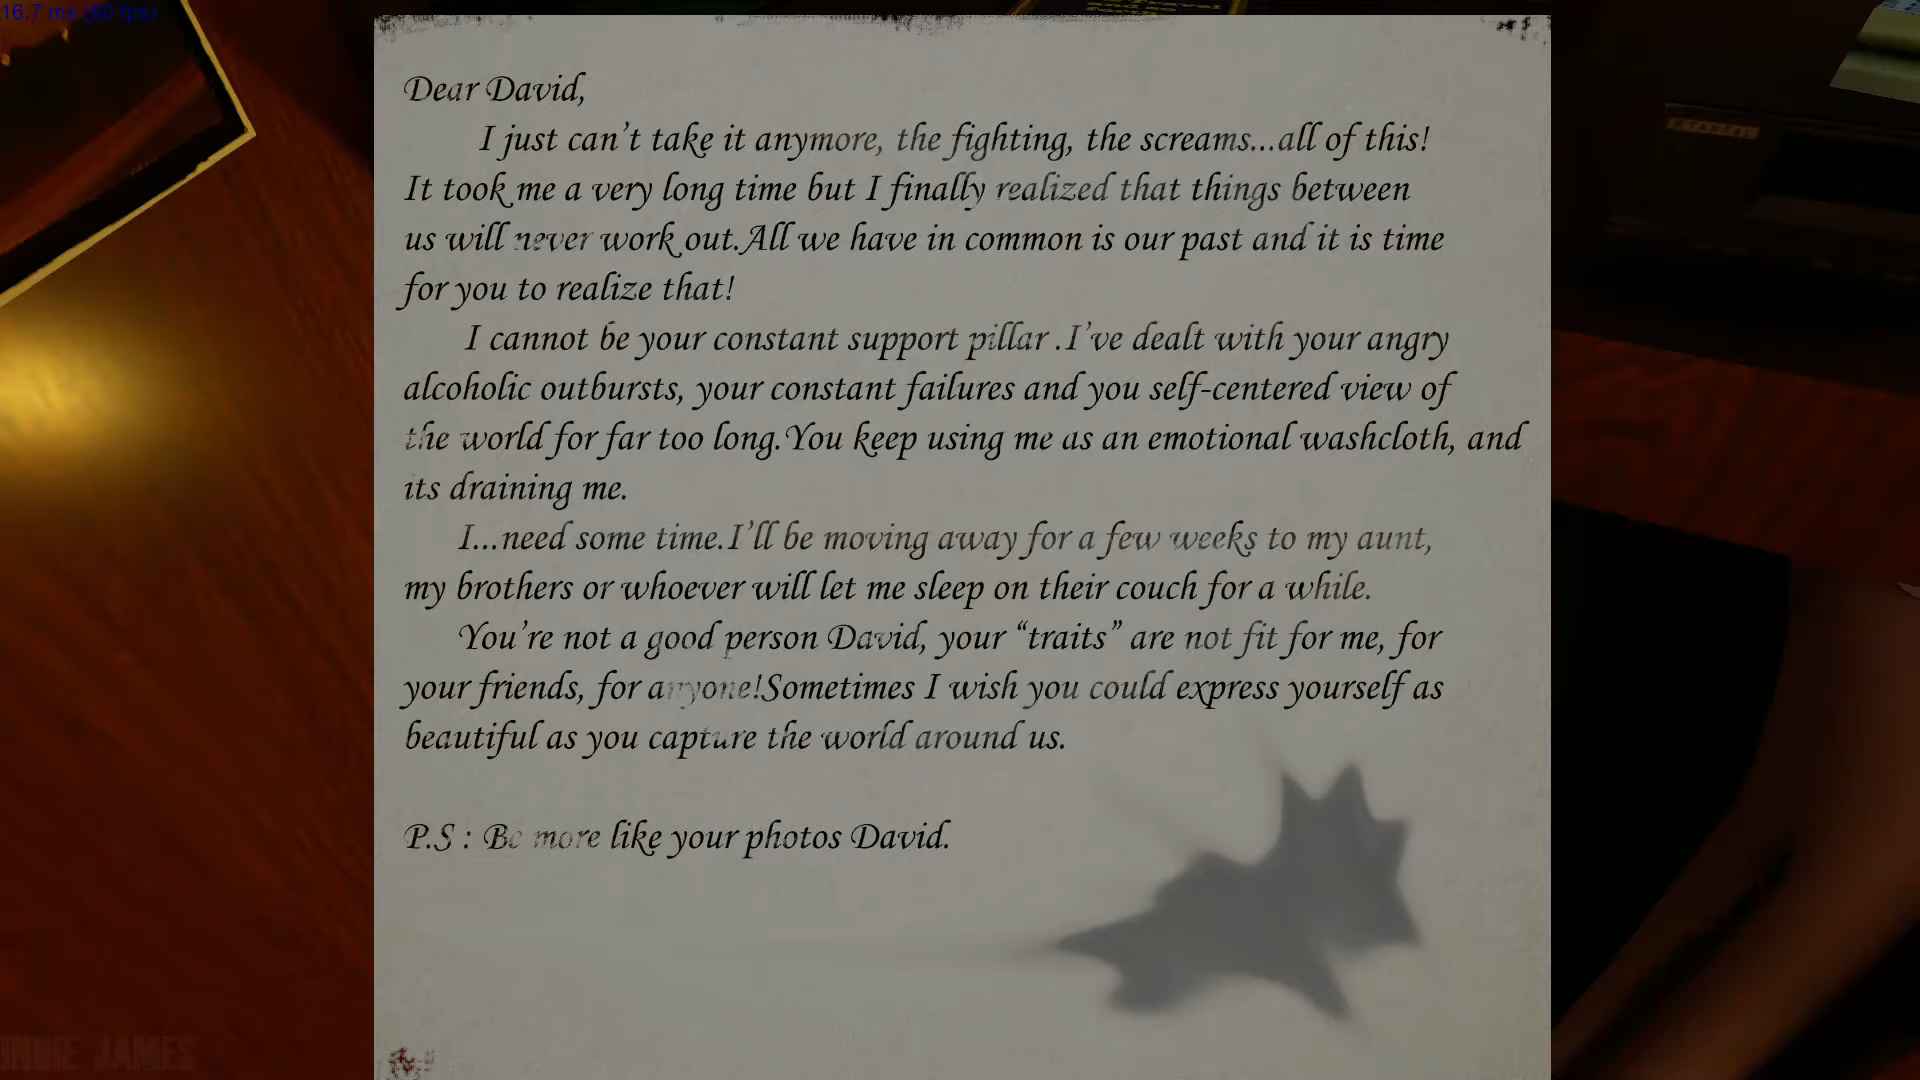 16.7 ms (60 fps)
Dear David,
I just can't take it anymore, the fighting, the screams...all of this!
It took me a very long time but I finally realized that things between
us will never work out.All we have in common is our past and it is time
for you to realize that!
I cannot be your constant support pillar .I've dealt with your angry
alcoholic outbursts, your constant failures and you self-centered view of
the world for far too long.You keep using me as an emotional washcloth, and
its draining me.
I...need some time.I'll be moving away for a few weeks to my aunt,
my brothers or whoever will let me sleep on their couch for a while.
You're not a good person David, your “traits” are not fit for me, for
your friends, for anyone!Sometimes I wish you could express yourself as
beautiful as you capture the world around us.
P.S : Be more like your photos David.
INDIE JAMES